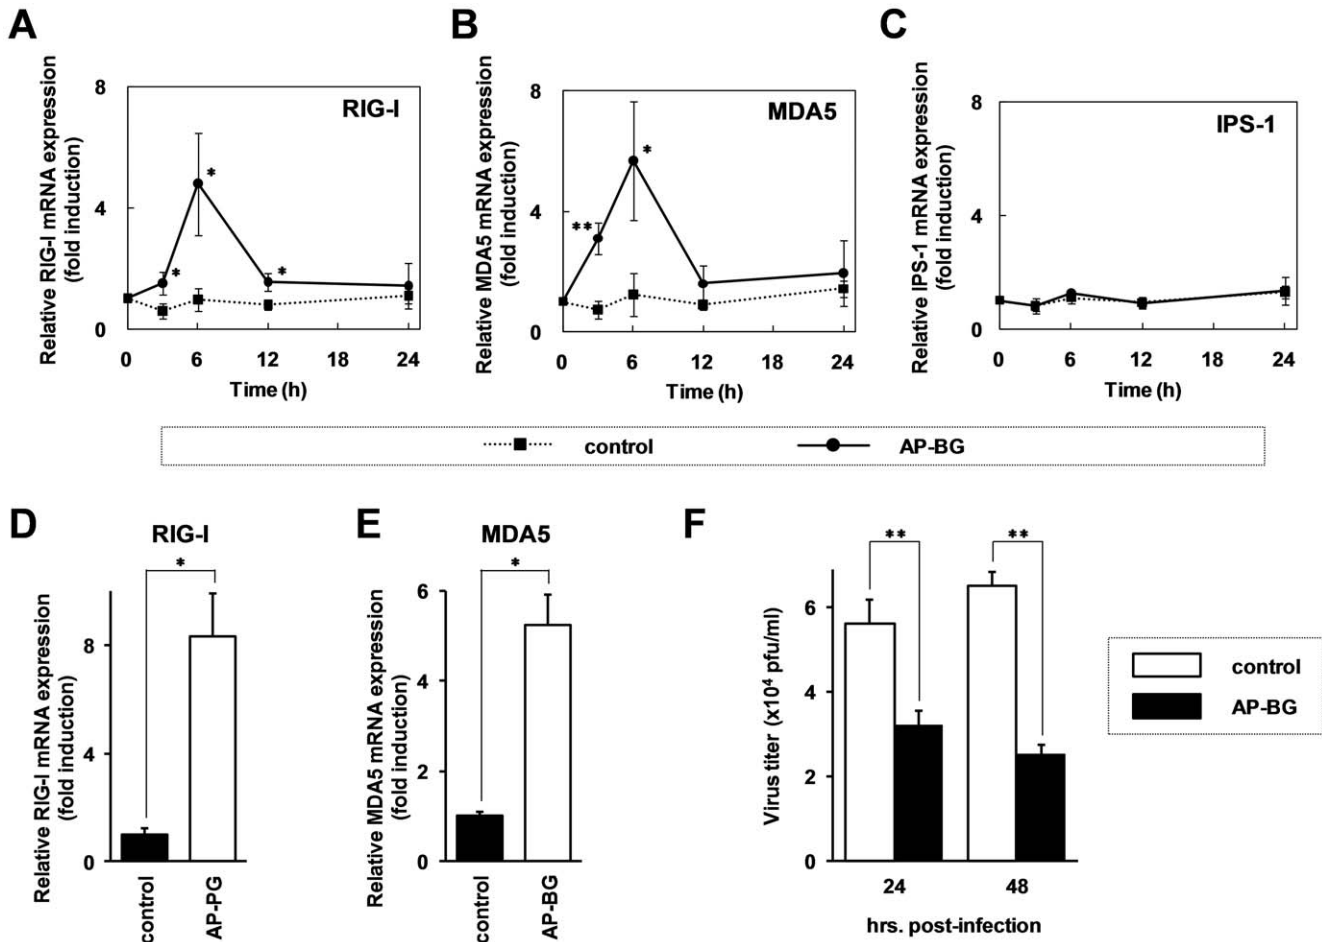 A
Relative RIG-I mRNA expression
(fold induction)
8
4
0
RIG-I
*
*
*
0 6 12 18 24
Time (h)
B
Relative MDA5 mRNA expression
(fold induction)
8
4
0
MDA5
**
*
0 6 12 18 24
Time (h)
C
Relative IPS-1 mRNA expression
(fold induction)
8
4
0
IPS-1
0 6 12 18 24
Time (h)
control AP-BG
D
RIG-I
*
Relative RIG-I mRNA expression
(fold induction)
8
4
0
control
AP-PG
E
MDA5
*
Relative MDA5 mRNA expression
(fold induction)
6
4
2
0
control
AP-BG
F
** **
Virus titer (x10⁴ pfu/ml)
6
4
2
0
24 48
hrs. post-infection
control
AP-BG